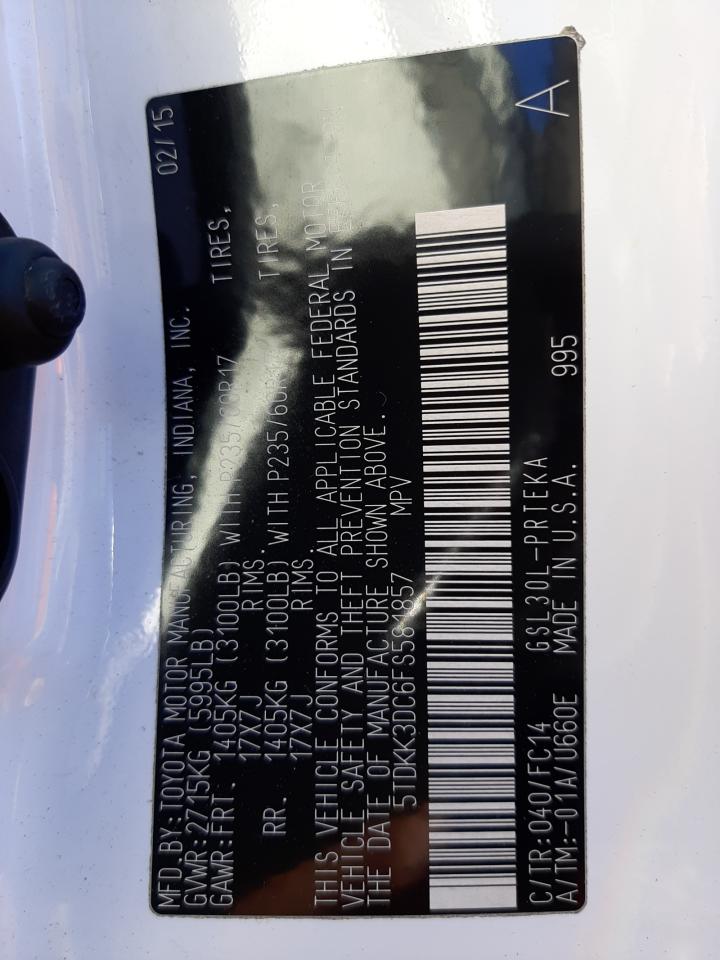 MFD.BY:TOYOTA MOTOR MANUFACTURING, INDIANA, INC. 02/15
GVWR:2715KG (5995LB)
GAWR:FRT. 1405KG (3100LB) WITH P235/60R17 TIRES,
17X7J RIMS.
RR. 1405KG (3100LB) WITH P235/60R17 TIRES,
17X7J RIMS.
THIS VEHICLE CONFORMS TO ALL APPLICABLE FEDERAL MOTOR
VEHICLE SAFETY AND THEFT PREVENTION STANDARDS IN
THE DATE OF MANUFACTURE SHOWN ABOVE.
MPV
C/TR:040/FC14 GSL30L-PRTEKA
A/TM:-01A/U660E MADE IN U.S.A. 995 A